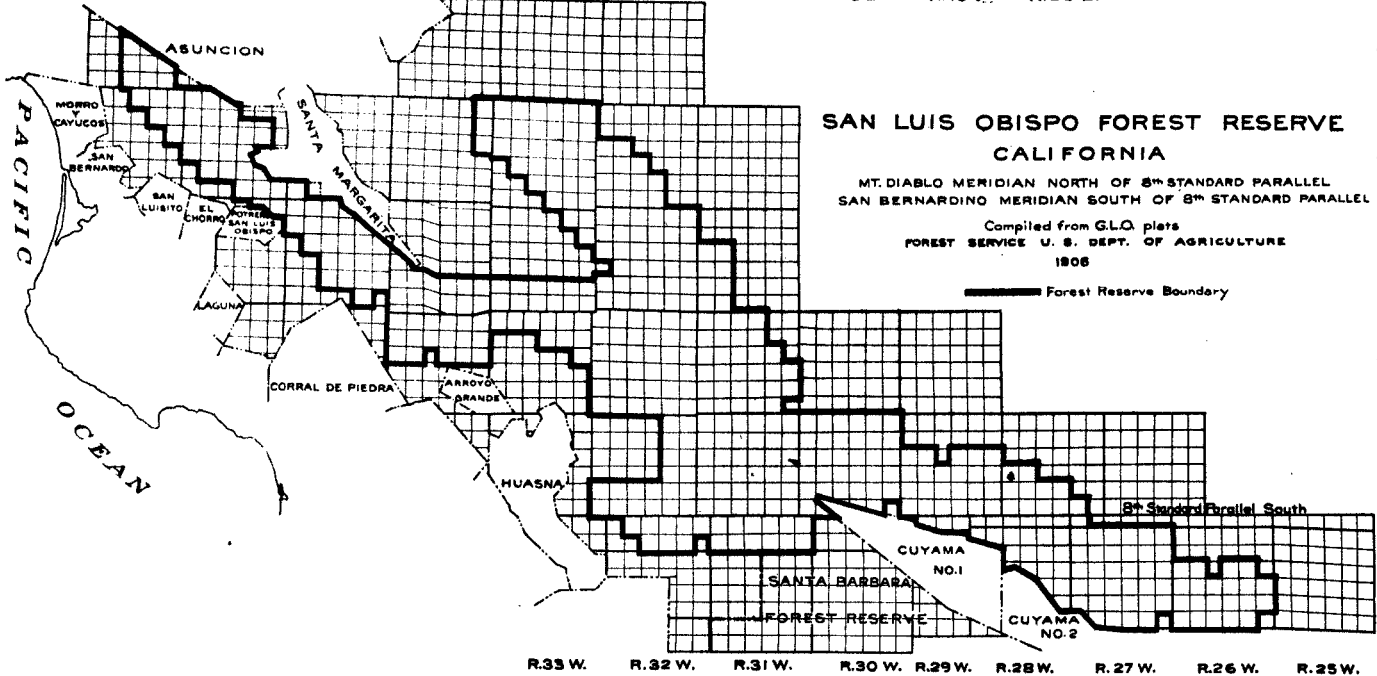 ASUNCION
MORRO
Y
CAYUCOS
SAN
BERNARDO
SAN
LUISITO
EL
CHORRO
POTRERO
SAN LUIS
OBISPO
SANTA MARGARITA
LAGUNA
CORRAL DE PIEDRA
ARROYO
GRANDE
HUASNA
PACIFIC
OCEAN
SAN LUIS OBISPO FOREST RESERVE
CALIFORNIA
MT. DIABLO MERIDIAN NORTH OF 8th STANDARD PARALLEL
SAN BERNARDINO MERIDIAN SOUTH OF 8th STANDARD PARALLEL
Compiled from G.L.O. plats
FOREST SERVICE U. S. DEPT. OF AGRICULTURE
1906
Forest Reserve Boundary
8th Standard Parallel South
CUYAMA
NO.1
SANTA BARBARA
FOREST RESERVE
CUYAMA
NO.2
R.33 W. R.32 W. R.31 W. R.30 W. R.29 W. R.28 W. R.27 W. R.26 W. R.25 W.